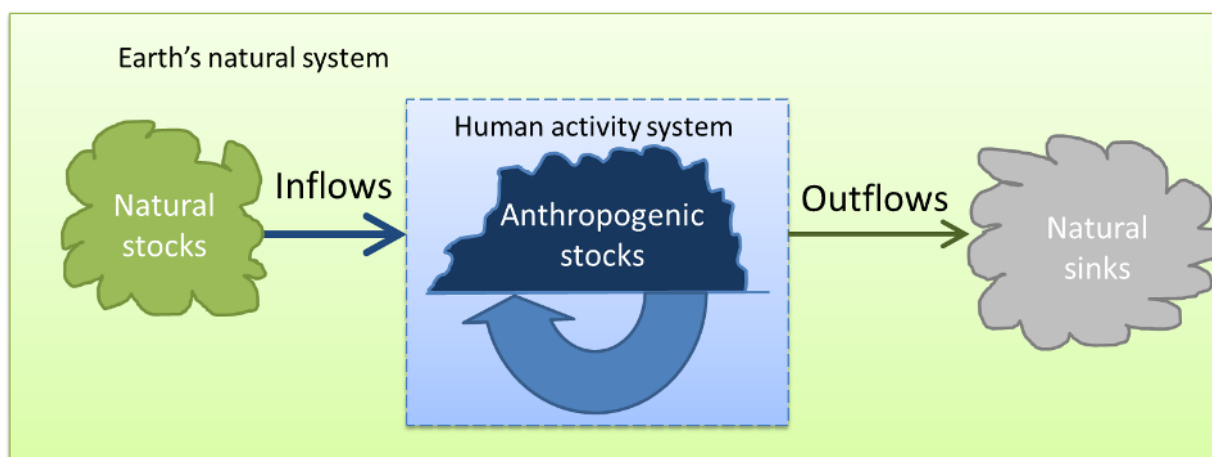 Earth's natural system
Human activity system
Natural
stocks
Inflows
Anthropogenic
stocks
Outflows
Natural
sinks